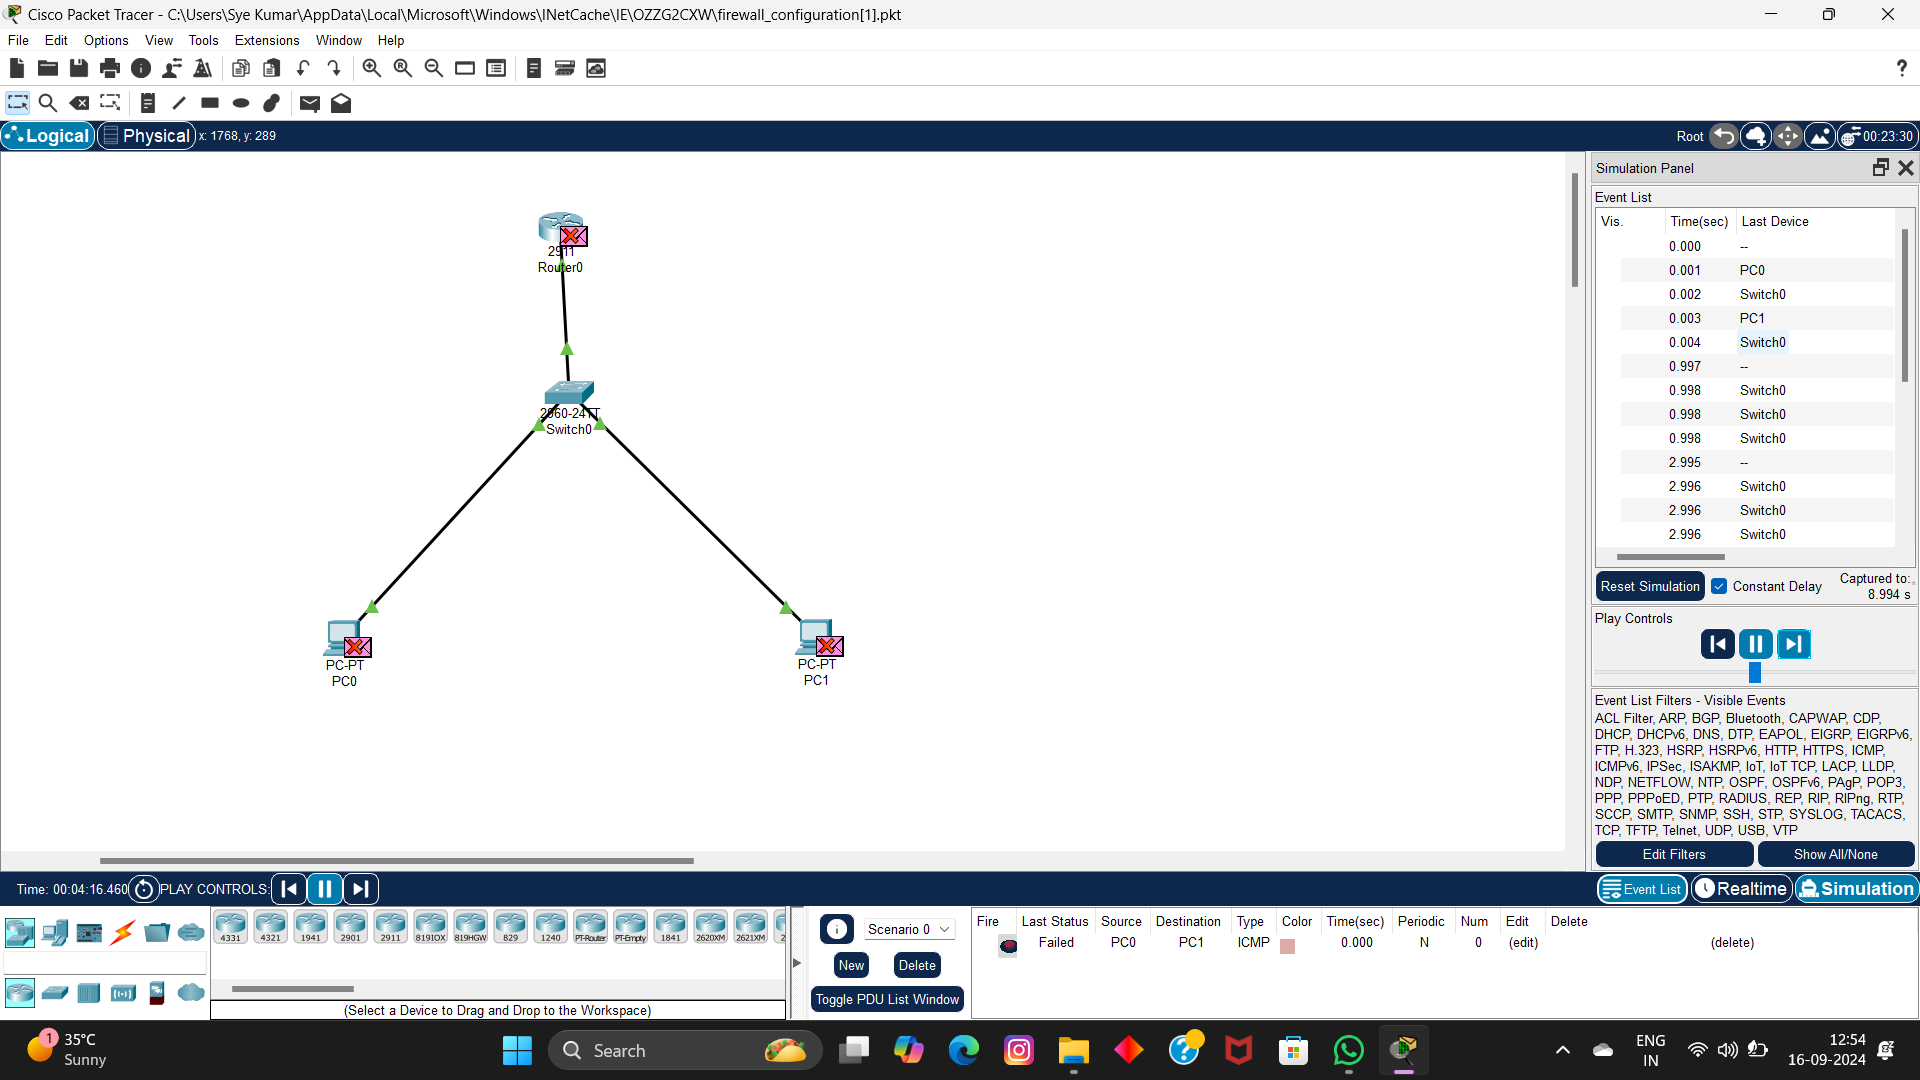 Cisco Packet Tracer - C:\Users\Sye Kumar\AppData\Local\Microsoft\Windows\INetCache\IE\OZZG2CXW\firewall_configuration[1].pkt
File Edit Options View Tools Extensions Window Help
?
Logical Physical x: 1768, y: 289 Root 00:23:30
2911
Router0
2960-24TT
Switch0
PC-PT
PC0
PC-PT
PC1
Simulation Panel
Event List
Vis. Time(sec) Last Device
0.000 --
0.001 PC0
0.002 Switch0
0.003 PC1
0.004 Switch0
0.997 --
0.998 Switch0
0.998 Switch0
0.998 Switch0
2.995 --
2.996 Switch0
2.996 Switch0
2.996 Switch0
Reset Simulation Constant Delay Captured to:
8.994 s
Play Controls
Event List Filters - Visible Events
ACL Filter, ARP, BGP, Bluetooth, CAPWAP, CDP,
DHCP, DHCPv6, DNS, DTP, EAPOL, EIGRP, EIGRPv6,
FTP, H.323, HSRP, HSRPv6, HTTP, HTTPS, ICMP,
ICMPv6, IPSec, ISAKMP, IoT, IoT TCP, LACP, LLDP,
NDP, NETFLOW, NTP, OSPF, OSPFv6, PAgP, POP3,
PPP, PPPoED, PTP, RADIUS, REP, RIP, RIPng, RTP,
SCCP, SMTP, SNMP, SSH, STP, SYSLOG, TACACS,
TCP, TFTP, Telnet, UDP, USB, VTP
Edit Filters Show All/None
Time: 00:04:16.460 PLAY CONTROLS: Event List Realtime Simulation
4331 4321 1941 2901 2911 819IOX 819HGW 829 1240 PT-Router PT-Empty 1841 2620XM 2621XM 2
(Select a Device to Drag and Drop to the Workspace)
Scenario 0
New Delete
Toggle PDU List Window
Fire Last Status Source Destination Type Color Time(sec) Periodic Num Edit Delete
Failed PC0 PC1 ICMP 0.000 N 0 (edit) (delete)
1
35°C
Sunny
Search
ENG
IN
12:54
16-09-2024